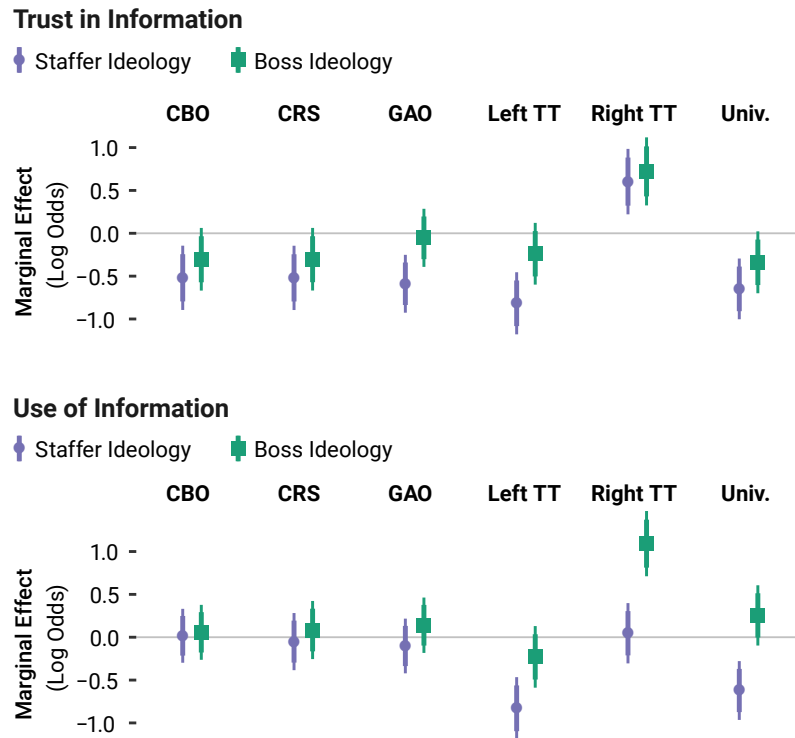 Trust in Information
Staffer Ideology Boss Ideology
CBO CRS GAO Left TT Right TT Univ.
Marginal Effect
(Log Odds)
1.0
0.5
0.0
−0.5
−1.0
Use of Information
Staffer Ideology Boss Ideology
CBO CRS GAO Left TT Right TT Univ.
Marginal Effect
(Log Odds)
1.0
0.5
0.0
−0.5
−1.0